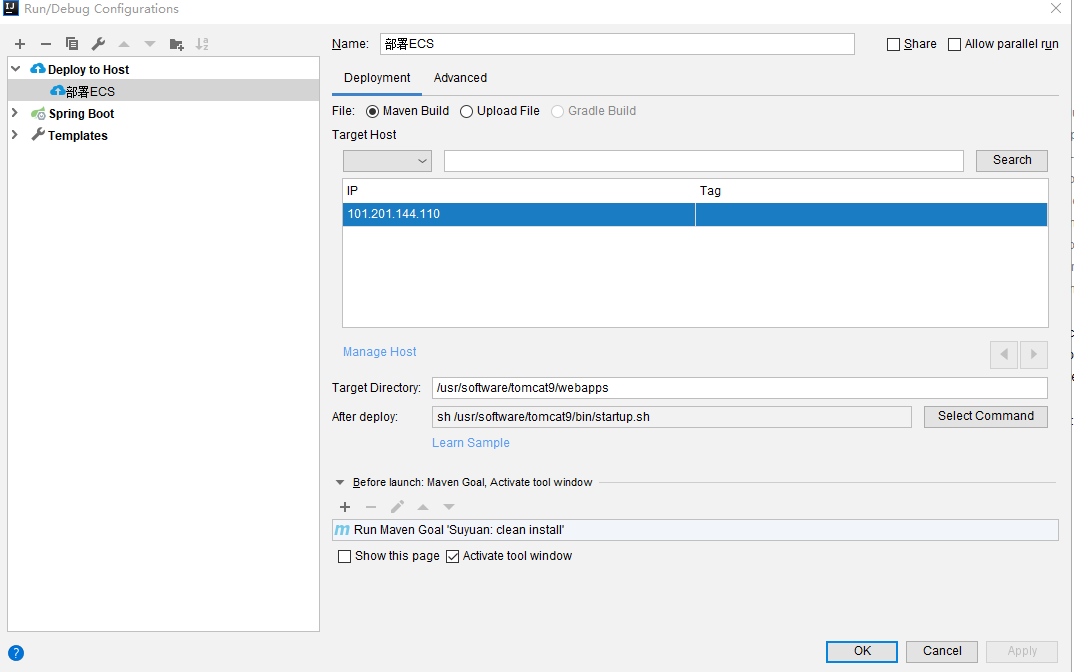 Run/Debug Configurations
Name: 部署ECS
Share
Allow parallel run
Deploy to Host
部署ECS
Spring Boot
Templates
Deployment Advanced
File: Maven Build Upload File Gradle Build
Target Host
Search
IP Tag
101.201.144.110
Manage Host
Target Directory: /usr/software/tomcat9/webapps
After deploy: sh /usr/software/tomcat9/bin/startup.sh Select Command
Learn Sample
Before launch: Maven Goal, Activate tool window
Run Maven Goal 'Suyuan: clean install'
Show this page Activate tool window
OK Cancel Apply